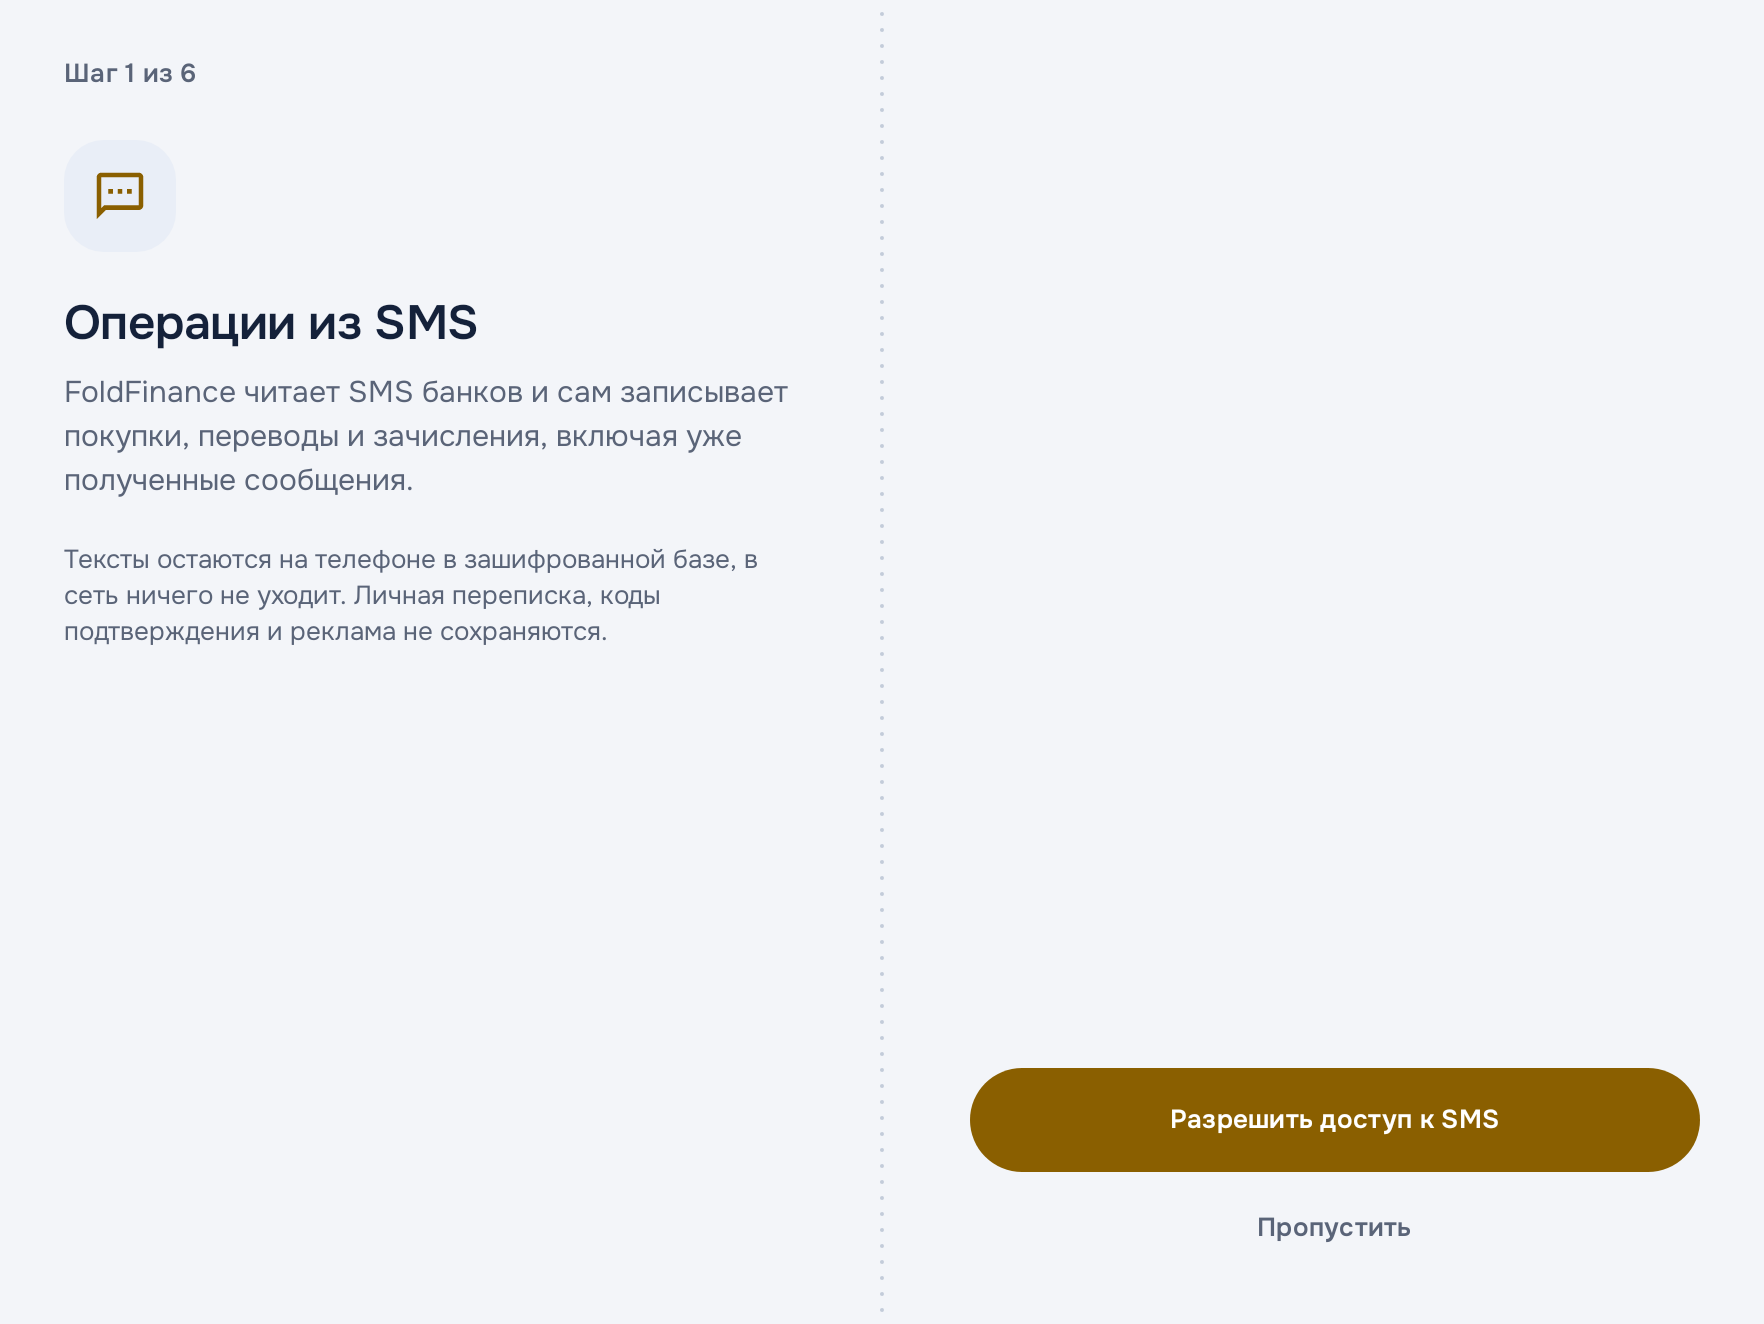 Шаг 1 из 6
Операции из SMS
FoldFinance читает SMS банков и сам записывает
покупки, переводы и зачисления, включая уже
полученные сообщения.
Тексты остаются на телефоне в зашифрованной базе, в
сеть ничего не уходит. Личная переписка, коды
подтверждения и реклама не сохраняются.
Разрешить доступ к SMS
Пропустить